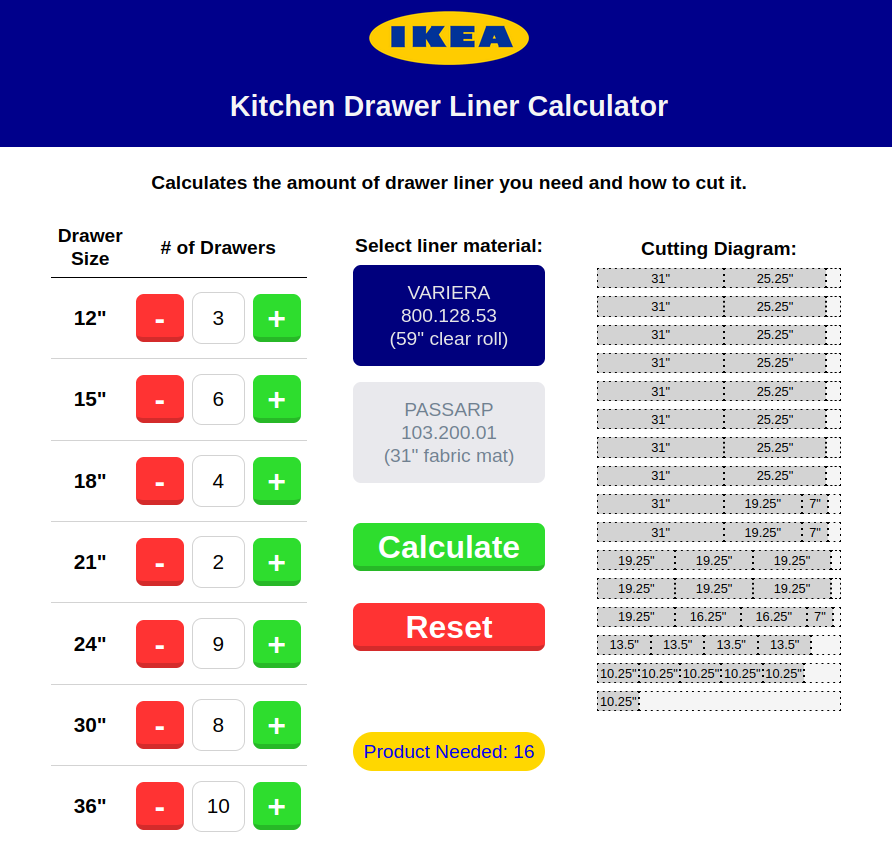 IKEA
Kitchen Drawer Liner Calculator
Calculates the amount of drawer liner you need and how to cut it.
Drawer
Size
# of Drawers
12"
-
3
+
15"
-
6
+
18"
-
4
+
21"
-
2
+
24"
-
9
+
30"
-
8
+
36"
-
10
+
Select liner material:
VARIERA
800.128.53
(59" clear roll)
PASSARP
103.200.01
(31" fabric mat)
Calculate
Reset
Product Needed: 16
Cutting Diagram:
31" 25.25"
31" 25.25"
31" 25.25"
31" 25.25"
31" 25.25"
31" 25.25"
31" 25.25"
31" 25.25"
31" 19.25" 7"
31" 19.25" 7"
19.25" 19.25" 19.25"
19.25" 19.25" 19.25"
19.25" 16.25" 16.25" 7"
13.5" 13.5" 13.5" 13.5"
10.25" 10.25" 10.25" 10.25" 10.25"
10.25"